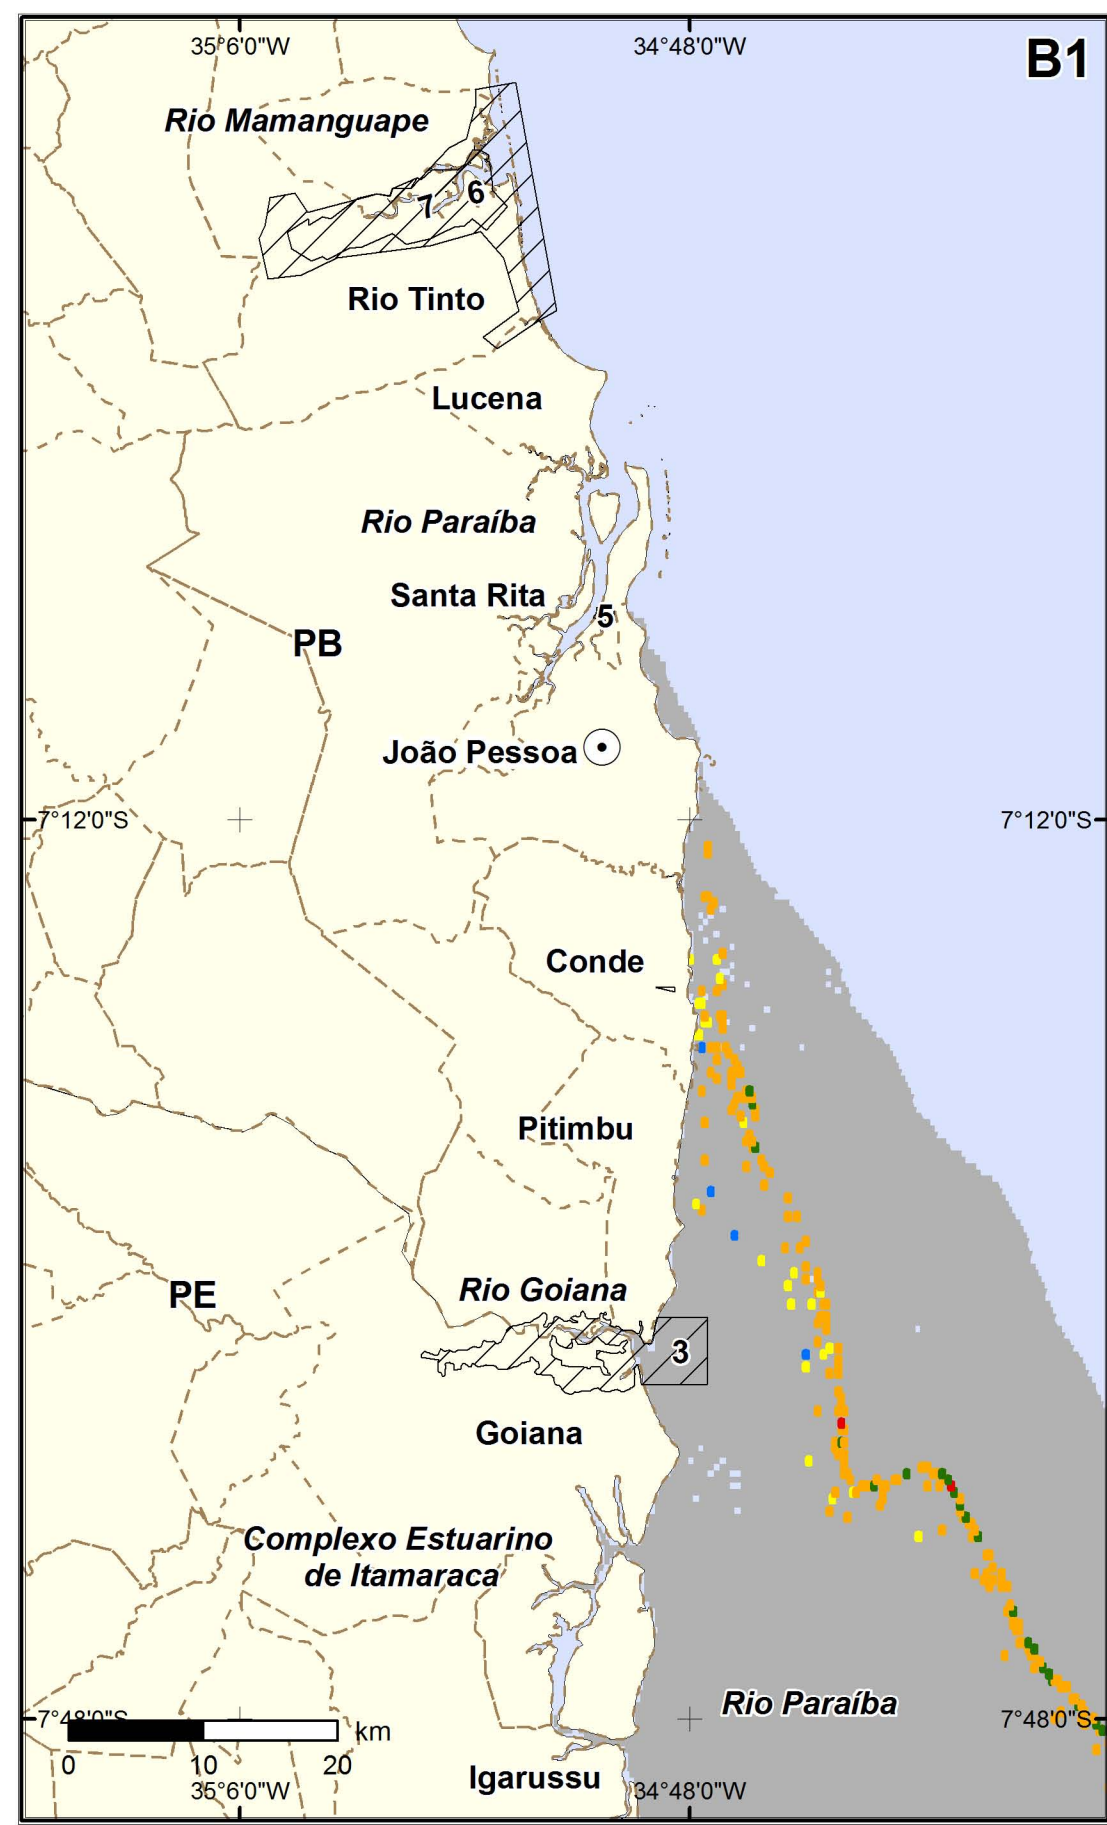 35°6'0"W
34°48'0"W
B1
Rio Mamanguape
6
7
Rio Tinto
Lucena
Rio Paraíba
Santa Rita
5
PB
João Pessoa
7°12'0"S
7°12'0"S
Conde
Pitimbu
Rio Goiana
PE
3
Goiana
Complexo Estuarino
de Itamaraca
Rio Paraíba
7°48'0"S
7°48'0"S
km
0 10 20
Igarussu
35°6'0"W
34°48'0"W